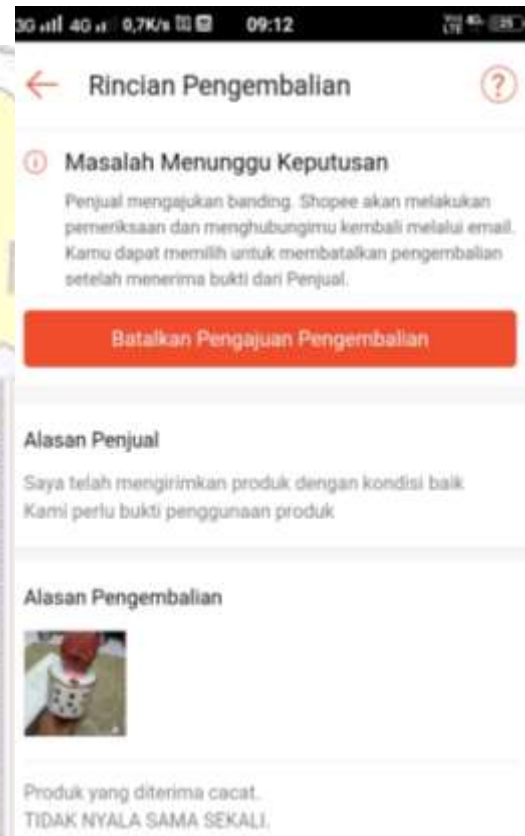 3G 4G 0,7K/s 09:12
Rincian Pengembalian
Masalah Menunggu Keputusan
Penjual mengajukan banding. Shopee akan melakukan
pemeriksaan dan menghubungimu kembali melalui email.
Kamu dapat memilih untuk membatalkan pengembalian
setelah menerima bukti dari Penjual.
Batalkan Pengajuan Pengembalian
Alasan Penjual
Saya telah mengirimkan produk dengan kondisi baik
Kami perlu bukti penggunaan produk
Alasan Pengembalian
Produk yang diterima cacat.
TIDAK NYALA SAMA SEKALI.